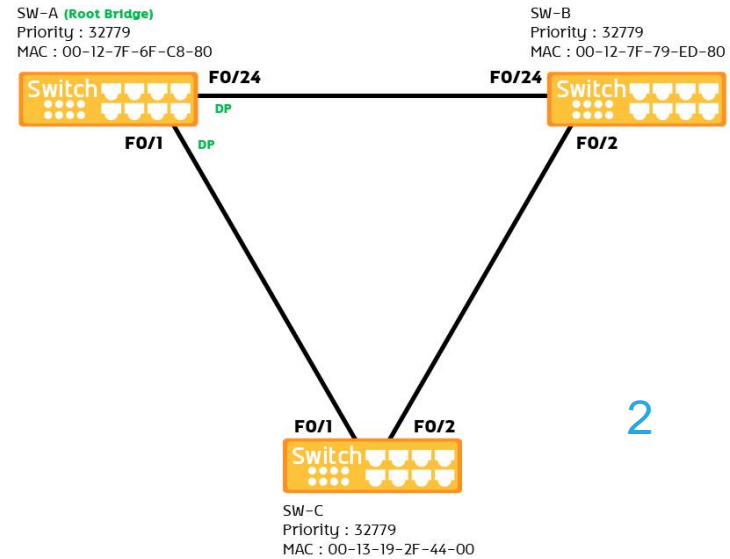 SW-A (Root Bridge)
Priority : 32779
MAC : 00-12-7F-6F-C8-80
SW-B
Priority : 32779
MAC : 00-12-7F-79-ED-80
Switch
F0/24
F0/24
Switch
DP
F0/1
DP
F0/2
F0/1
F0/2
2
Switch
SW-C
Priority : 32779
MAC : 00-13-19-2F-44-00